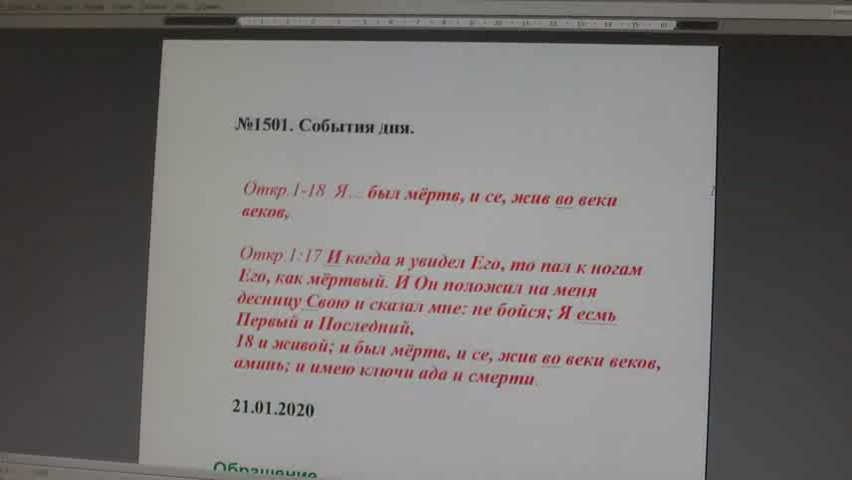 №1501. События дня.
Откр.1-18 Я... был мёртв, и се, жив во веки
веков,
Откр.1:17 И когда я увидел Его, то пал к ногам
Его, как мёртвый. И Он положил на меня
десницу Свою и сказал мне: не бойся; Я есмь
Первый и Последний,
18 и живой; и был мёртв, и се, жив во веки веков,
аминь; и имею ключи ада и смерти.
21.01.2020
Обращение